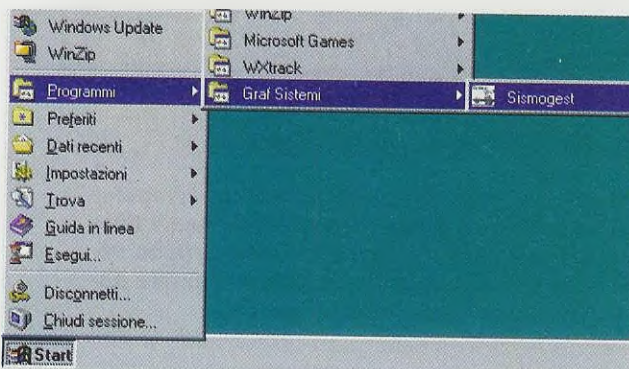 Windows Update
WinZip
Programmi
Preferiti
Dati recenti
Impostazioni
Trova
Guida in linea
Esegui...
Disconnetti...
Chiudi sessione...
Start
WinZip
Microsoft Games
WXtrack
Graf Sistemi
Sismogest